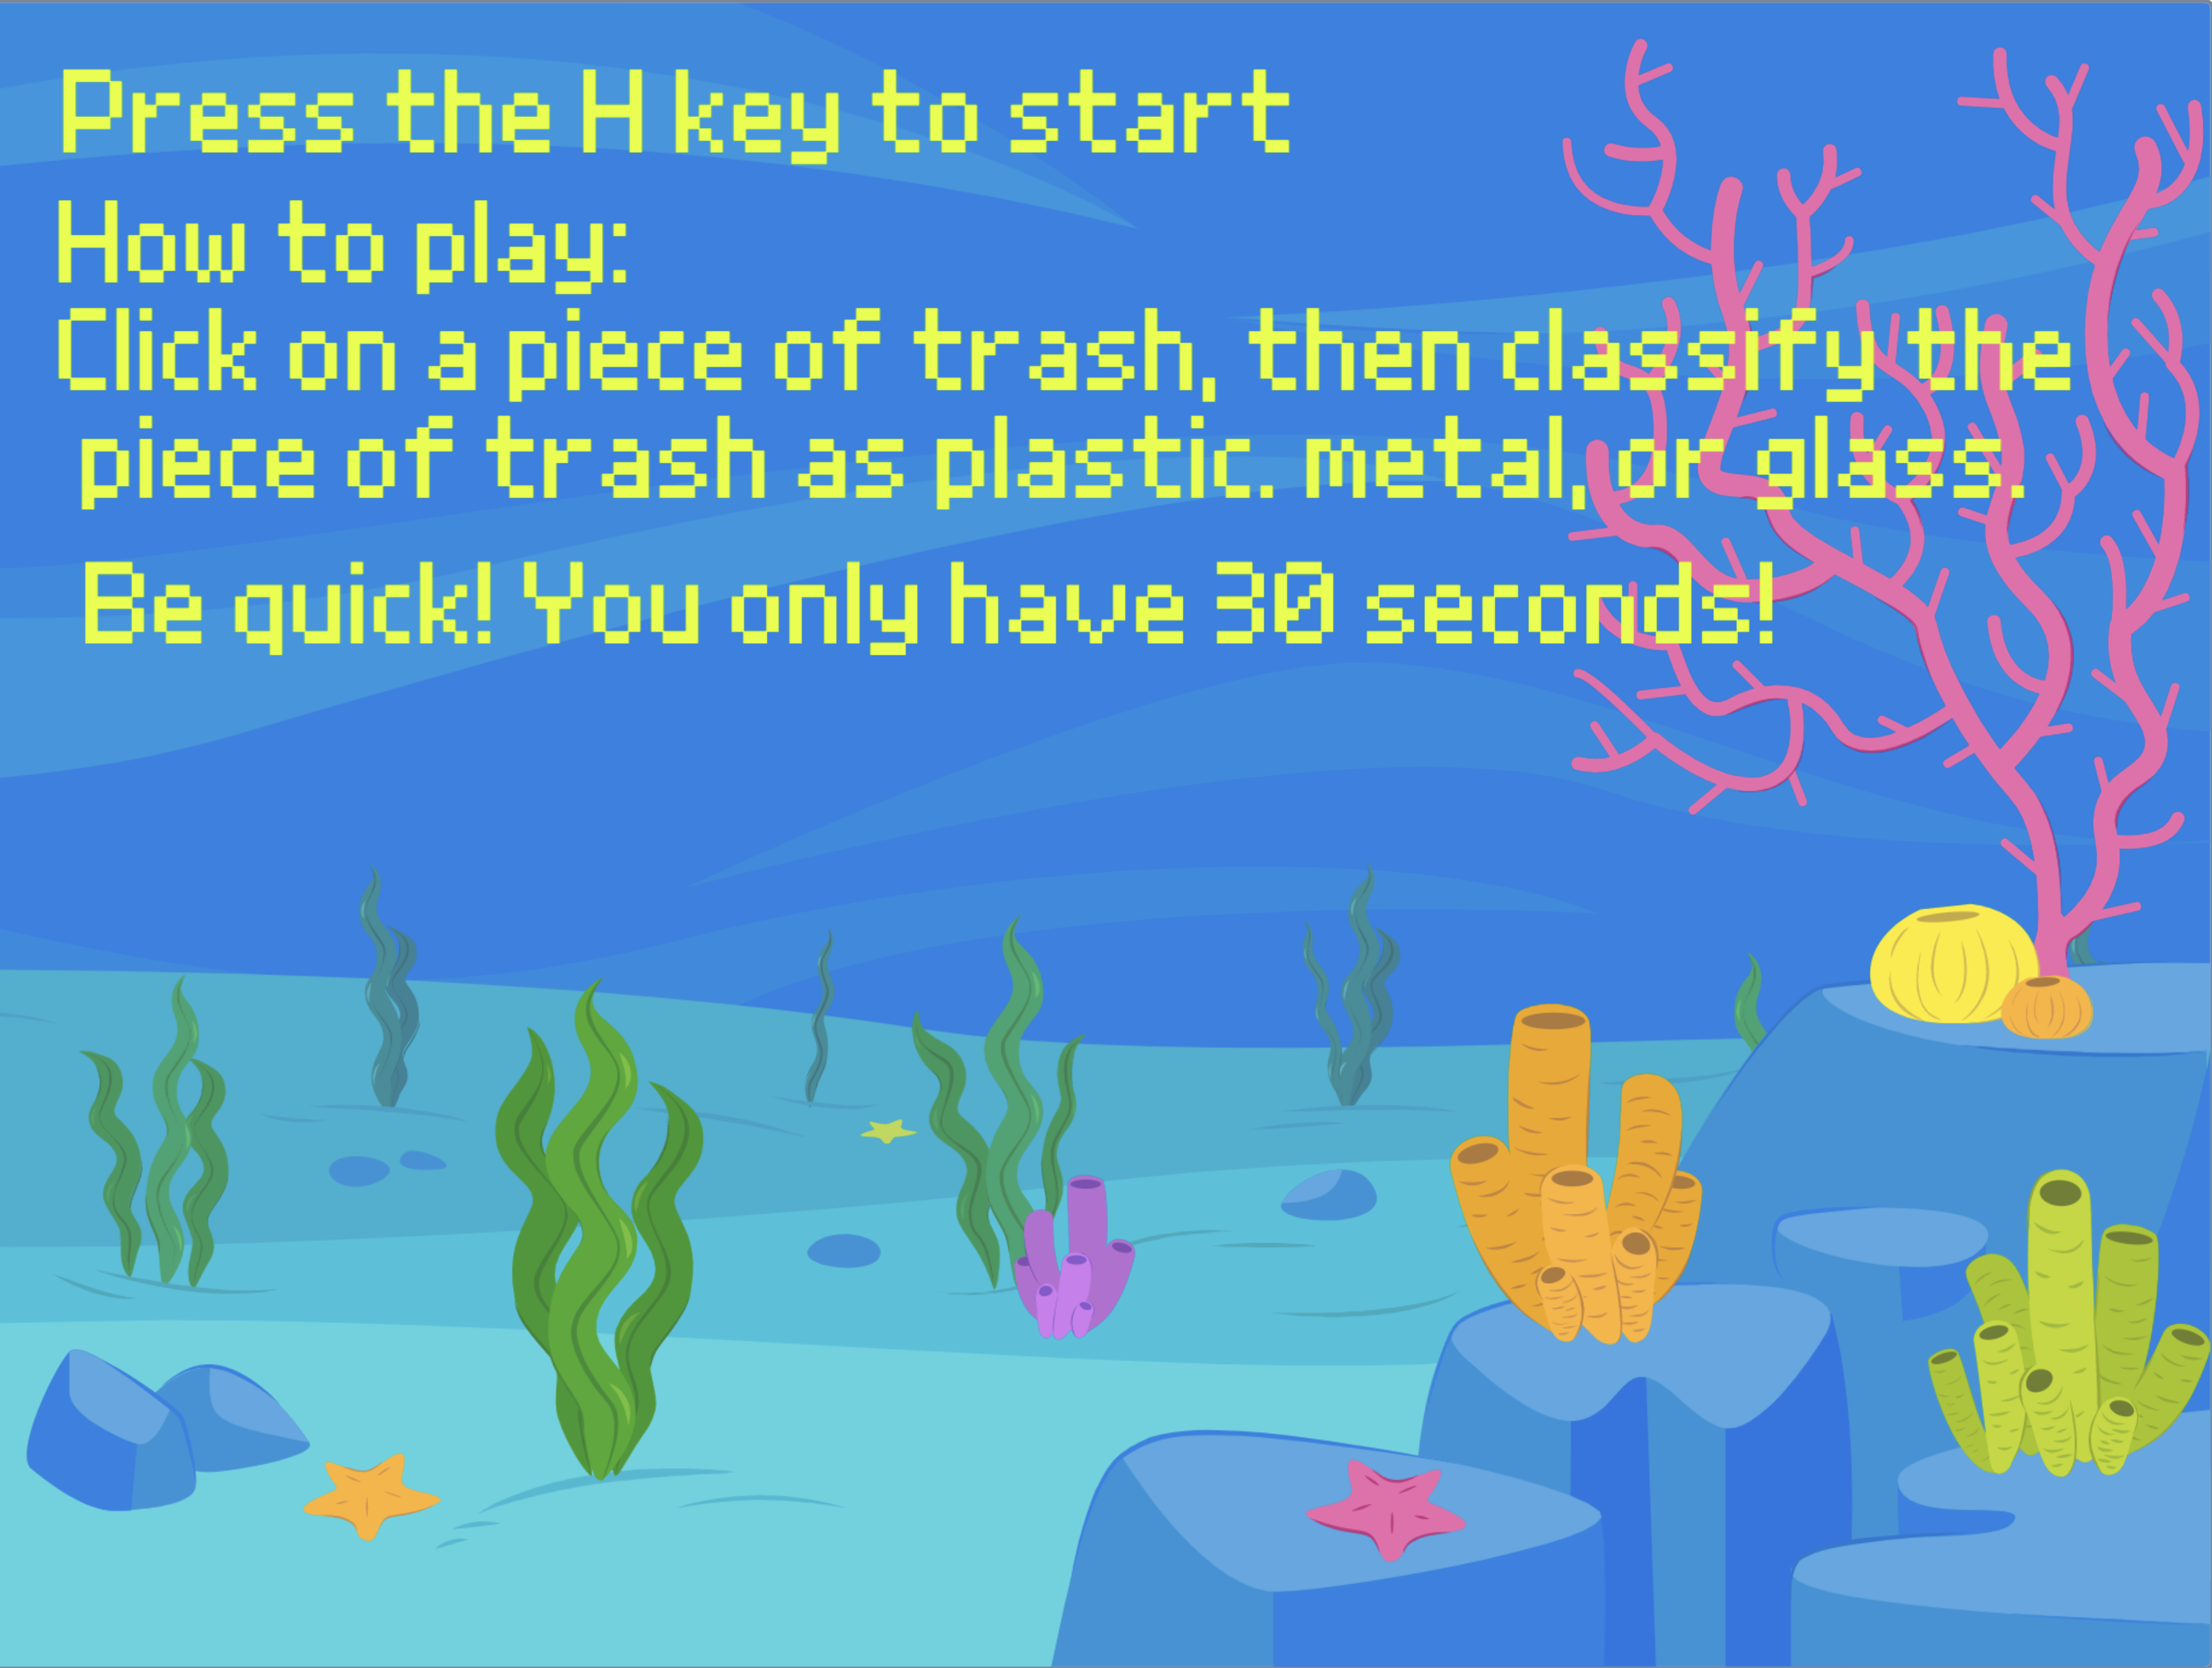 Press the H key to start
How to play:
Click on a piece of trash, then classify the
piece of trash as plastic. metal, or glass.
Be quick! You only have 30 seconds!